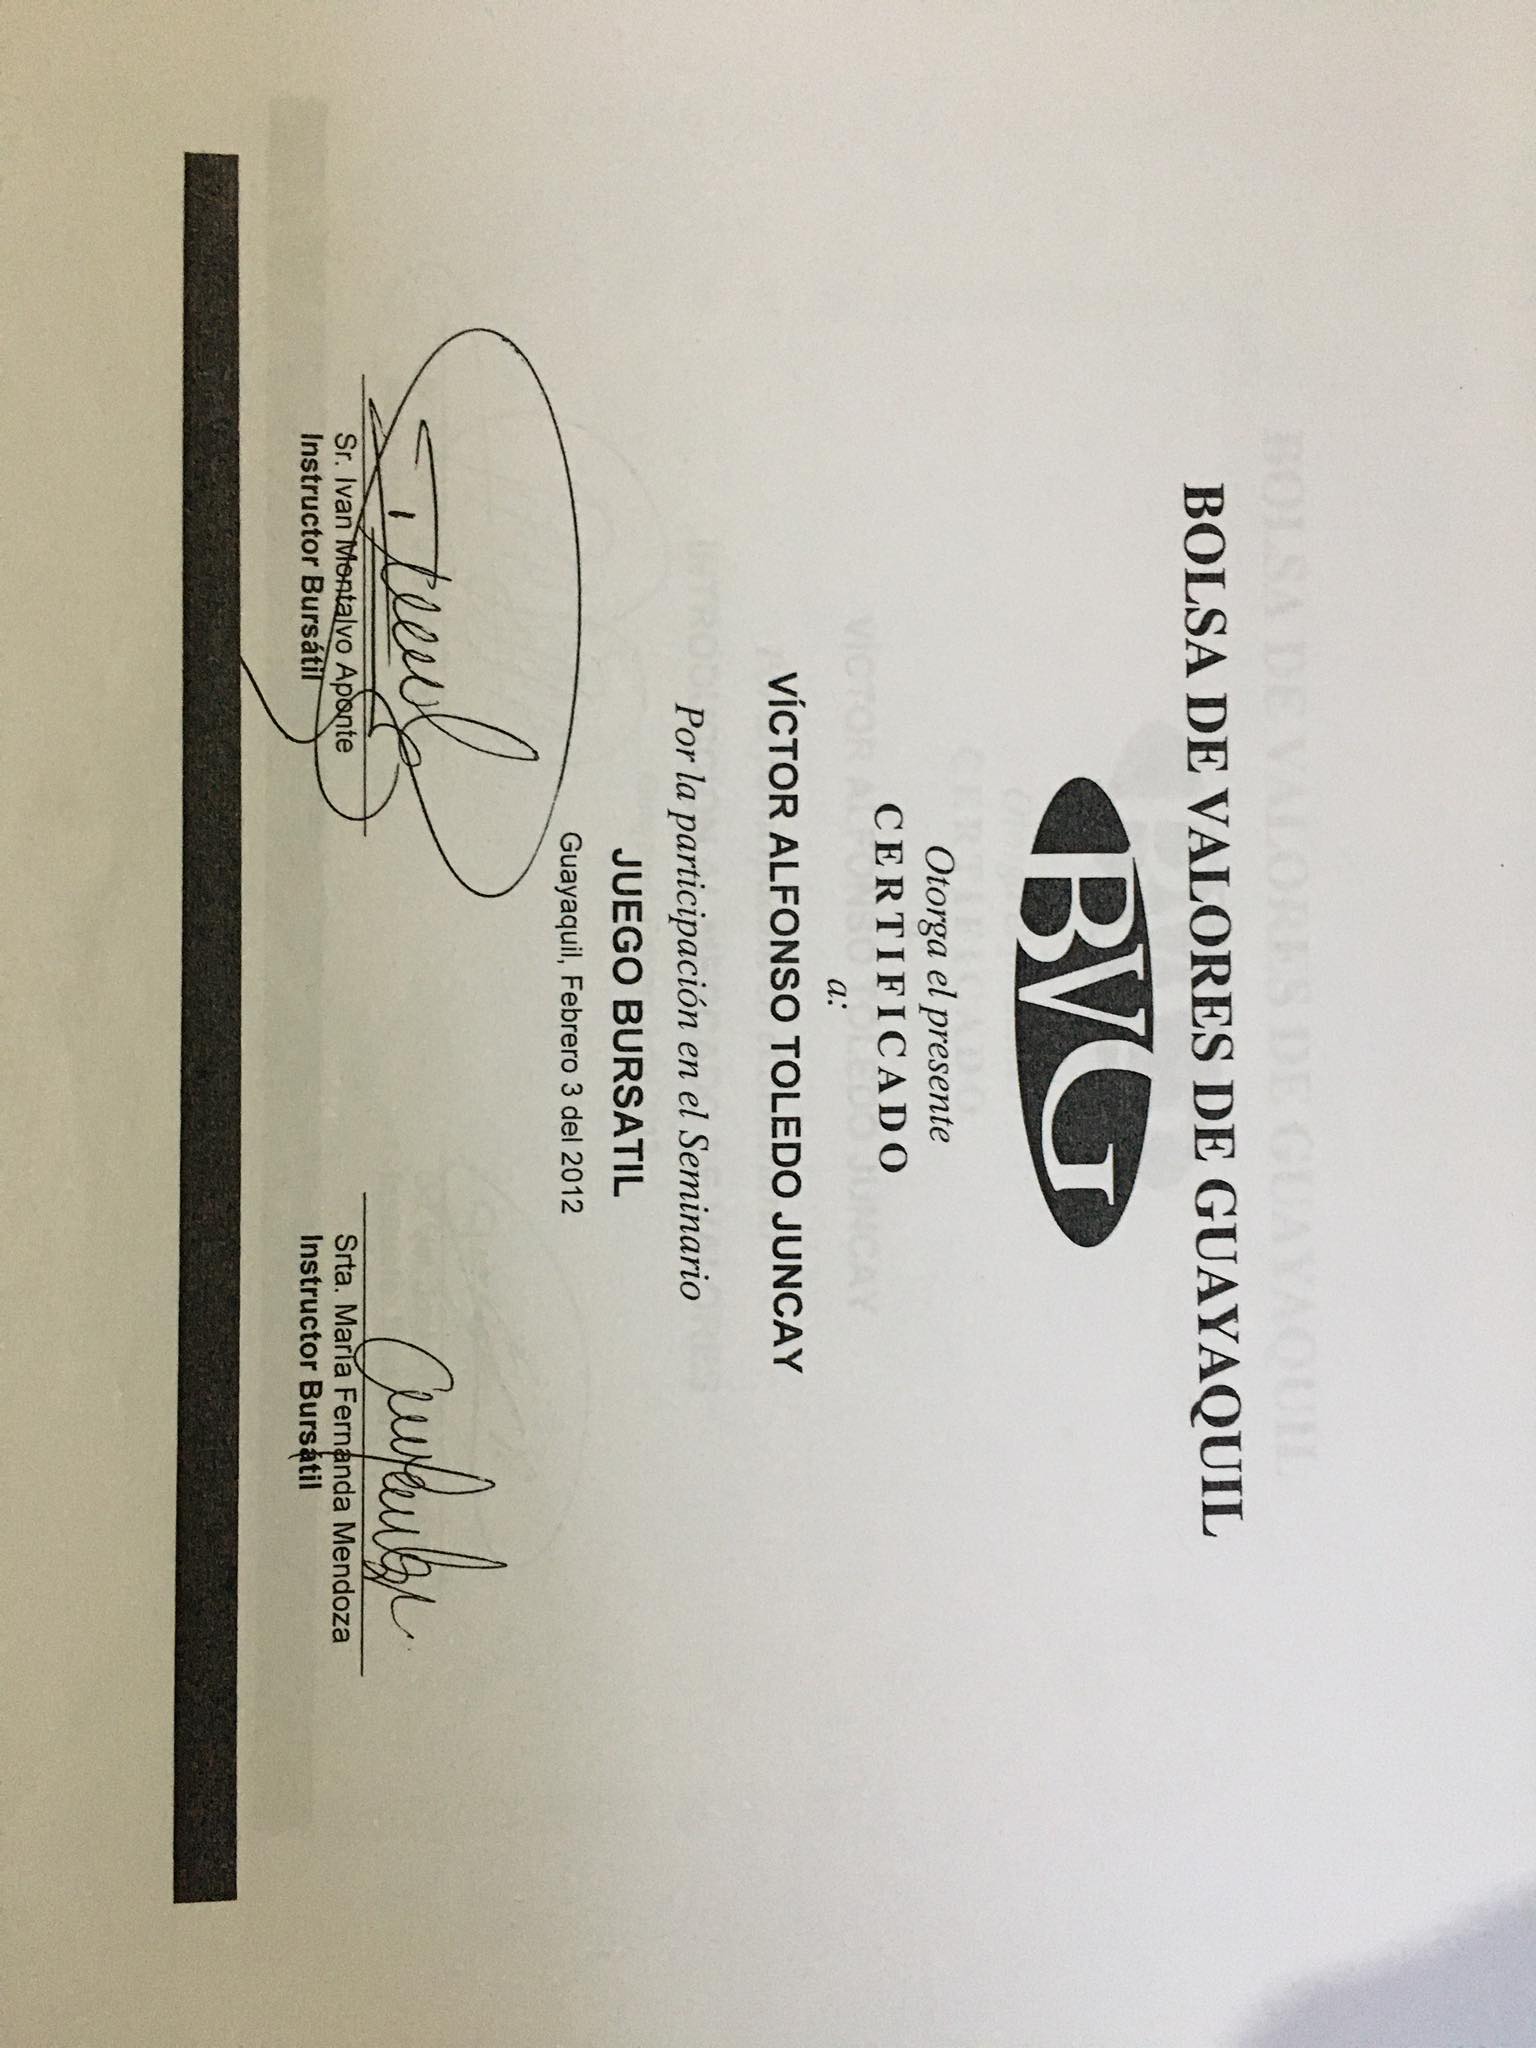 BOLSA DE VALORES DE GUAYAQUIL
BVG
Otorga el presente
CERTIFICADO
a:
VÍCTOR ALFONSO TOLEDO JUNCAY
Por la participación en el Seminario
JUEGO BURSATIL
Guayaquil, Febrero 3 del 2012
Sr. Ivan Montalvo Aponte
Instructor Bursátil
Srta. María Fernanda Mendoza
Instructor Bursátil